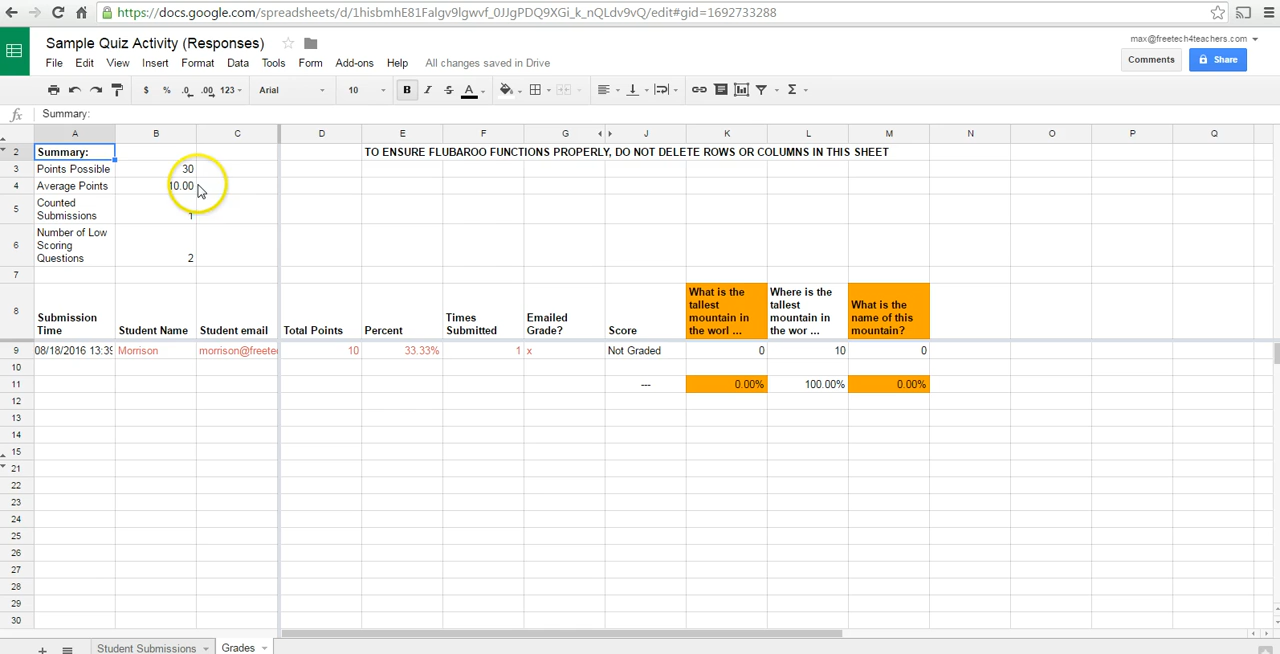 https://docs.google.com/spreadsheets/d/1hisbmhE81Falgv9lgwvf_0JJgPDQ9XGi_k_nQLdv9vQ/edit#gid=1692733288
Sample Quiz Activity (Responses)
max@freetech4teachers.com
File Edit View Insert Format Data Tools Form Add-ons Help All changes saved in Drive
Comments
Share
$ % .0 .00 123 Arial 10 B I S A Σ
fx Summary:
A B C D E F G J K L M N O P Q
2 Summary: TO ENSURE FLUBAROO FUNCTIONS PROPERLY, DO NOT DELETE ROWS OR COLUMNS IN THIS SHEET
3 Points Possible 30
4 Average Points 10.00
5 Counted Submissions 1
6 Number of Low Scoring Questions 2
7
8 Submission Time Student Name Student email Total Points Percent Times Submitted Emailed Grade? Score What is the tallest mountain in the worl ... Where is the tallest mountain in the wor ... What is the name of this mountain?
9 08/18/2016 13:39 Morrison morrison@freete 10 33.33% 1 x Not Graded 0 10 0
10
11 --- 0.00% 100.00% 0.00%
12
13
14
15
21
22
23
24
25
26
27
28
29
30
+ Student Submissions Grades